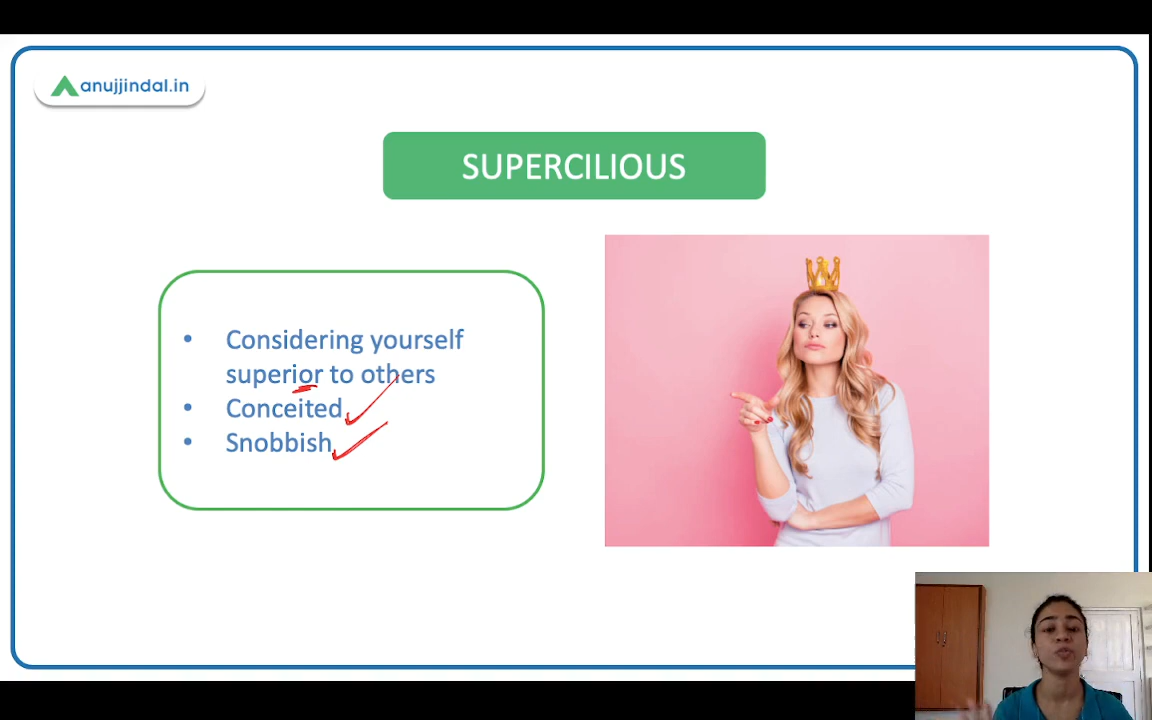 anujjindal.in
SUPERCILIOUS
• Considering yourself
superior to others
• Conceited
• Snobbish